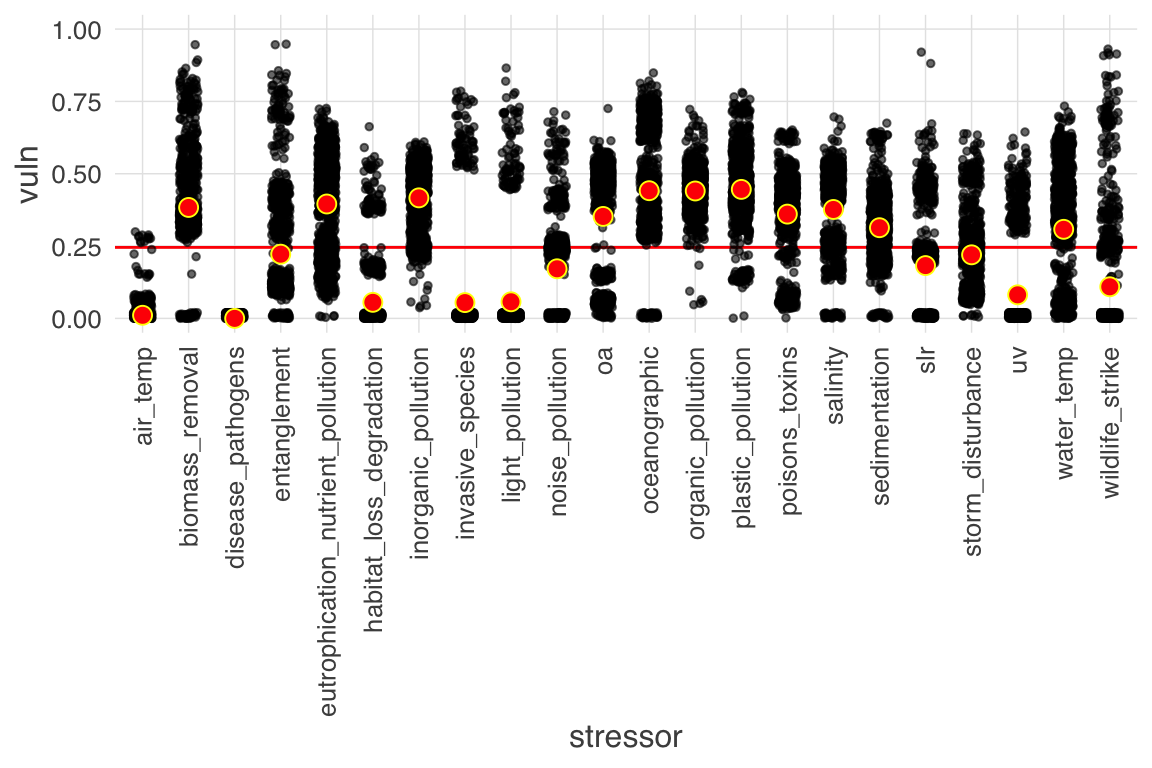 1.00
0.75
0.50
0.25
0.00
vuln
air_temp
biomass_removal
disease_pathogens
entanglement
eutrophication_nutrient_pollution
habitat_loss_degradation
inorganic_pollution
invasive_species
light_pollution
noise_pollution
oa
oceanographic
organic_pollution
plastic_pollution
poisons_toxins
salinity
sedimentation
slr
storm_disturbance
uv
water_temp
wildlife_strike
stressor